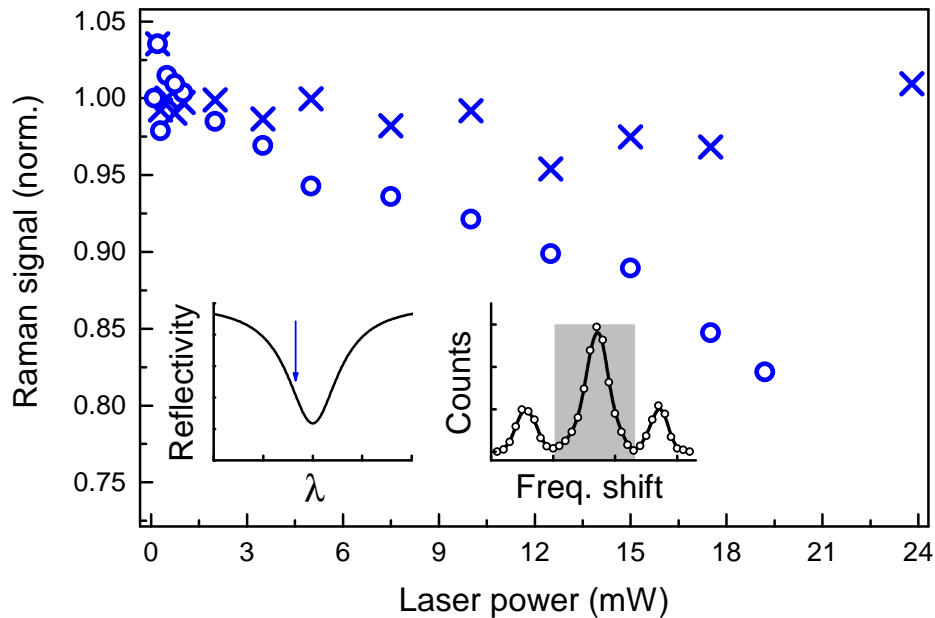 1.05
1.00
0.95
0.90
0.85
0.80
0.75
Raman signal (norm.)
Reflectivity
λ
Counts
Freq. shift
0 3 6 9 12 15 18 21 24
Laser power (mW)